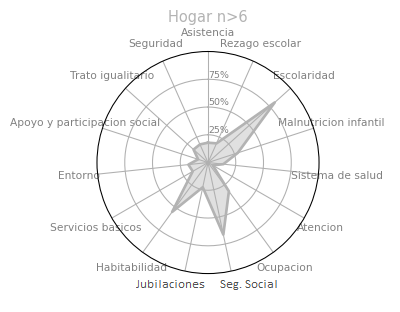 Hogar n>6
Asistencia
Seguridad
Rezago escolar
Trato igualitario
75%
Escolaridad
50%
Apoyo y participacion social
Malnutricion infantil
25%
Entorno
Sistema de salud
Servicios basicos
Atencion
Habitabilidad
Ocupacion
Jubilaciones
Seg. Social